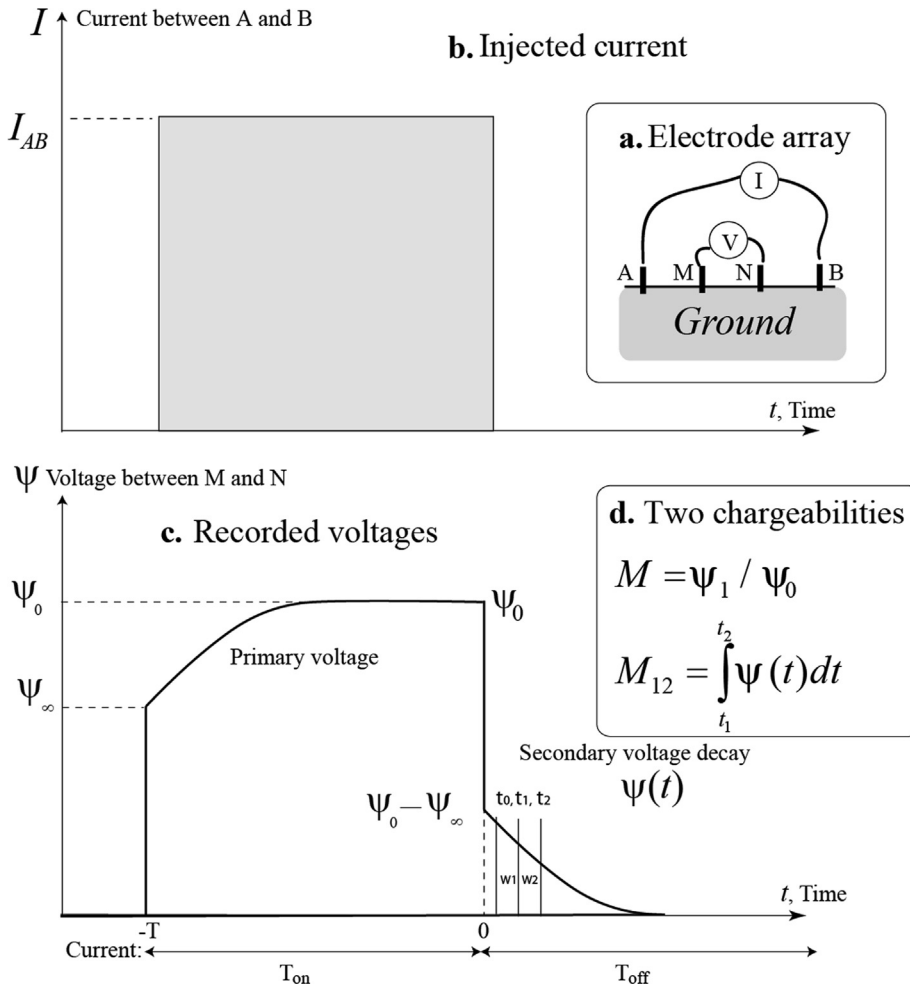 I Current between A and B
b. Injected current
I_AB
a. Electrode array
I
V
A M N B
Ground
t, Time
Ψ Voltage between M and N
c. Recorded voltages
d. Two chargeabilities
M = Ψ₁ / Ψ₀
M₁₂ = ∫ Ψ (t) dt
t₂
t₁
Ψ₀
Ψ₀
Primary voltage
Ψ∞
Secondary voltage decay
Ψ(t)
Ψ₀ – Ψ∞
t₀, t₁, t₂
W1 W2
t, Time
-T 0
Current:
Ton Toff